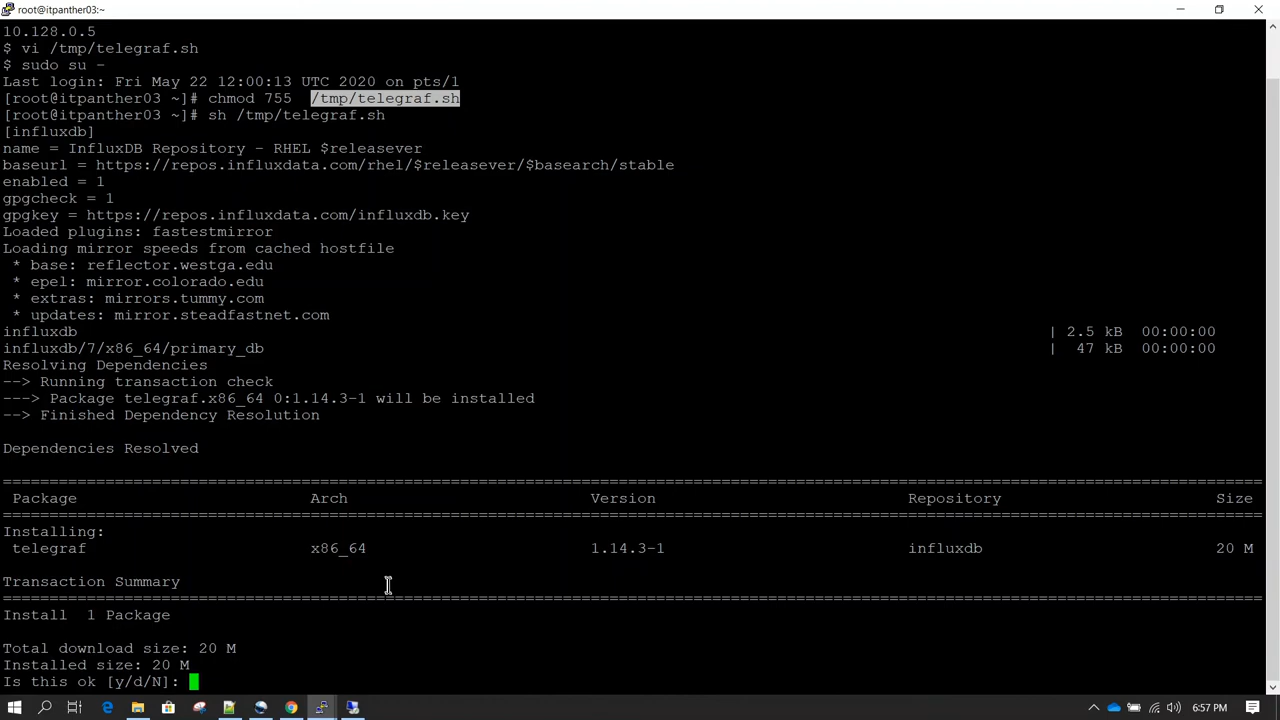 root@itpanther03:~
10.128.0.5
$ vi /tmp/telegraf.sh
$ sudo su -
Last login: Fri May 22 12:00:13 UTC 2020 on pts/1
[root@itpanther03 ~]# chmod 755  /tmp/telegraf.sh
[root@itpanther03 ~]# sh /tmp/telegraf.sh
[influxdb]
name = InfluxDB Repository - RHEL $releasever
baseurl = https://repos.influxdata.com/rhel/$releasever/$basearch/stable
enabled = 1
gpgcheck = 1
gpgkey = https://repos.influxdata.com/influxdb.key
Loaded plugins: fastestmirror
Loading mirror speeds from cached hostfile
 * base: reflector.westga.edu
 * epel: mirror.colorado.edu
 * extras: mirrors.tummy.com
 * updates: mirror.steadfastnet.com
influxdb | 2.5 kB  00:00:00
influxdb/7/x86_64/primary_db |  47 kB  00:00:00
Resolving Dependencies
--> Running transaction check
---> Package telegraf.x86_64 0:1.14.3-1 will be installed
--> Finished Dependency Resolution
Dependencies Resolved
================================================================================
 Package Arch Version Repository Size
================================================================================
Installing:
 telegraf x86_64 1.14.3-1 influxdb 20 M
Transaction Summary
================================================================================
Install  1 Package
Total download size: 20 M
Installed size: 20 M
Is this ok [y/d/N]:
6:57 PM